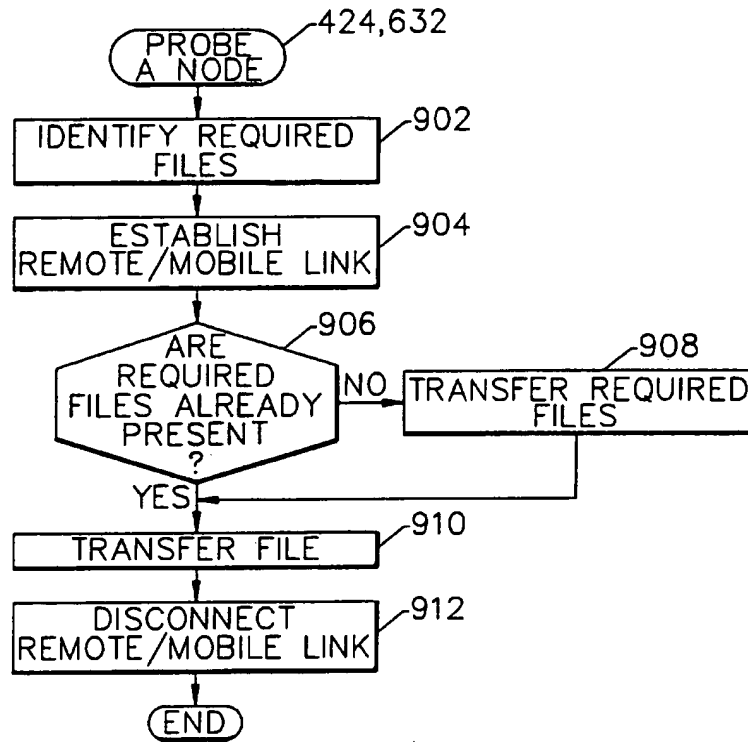 PROBE
A NODE
424,632
IDENTIFY REQUIRED
FILES
902
ESTABLISH
REMOTE/MOBILE LINK
904
ARE
REQUIRED
FILES ALREADY
PRESENT
?
906
NO
TRANSFER REQUIRED
FILES
908
YES
TRANSFER FILE
910
DISCONNECT
REMOTE/MOBILE LINK
912
END